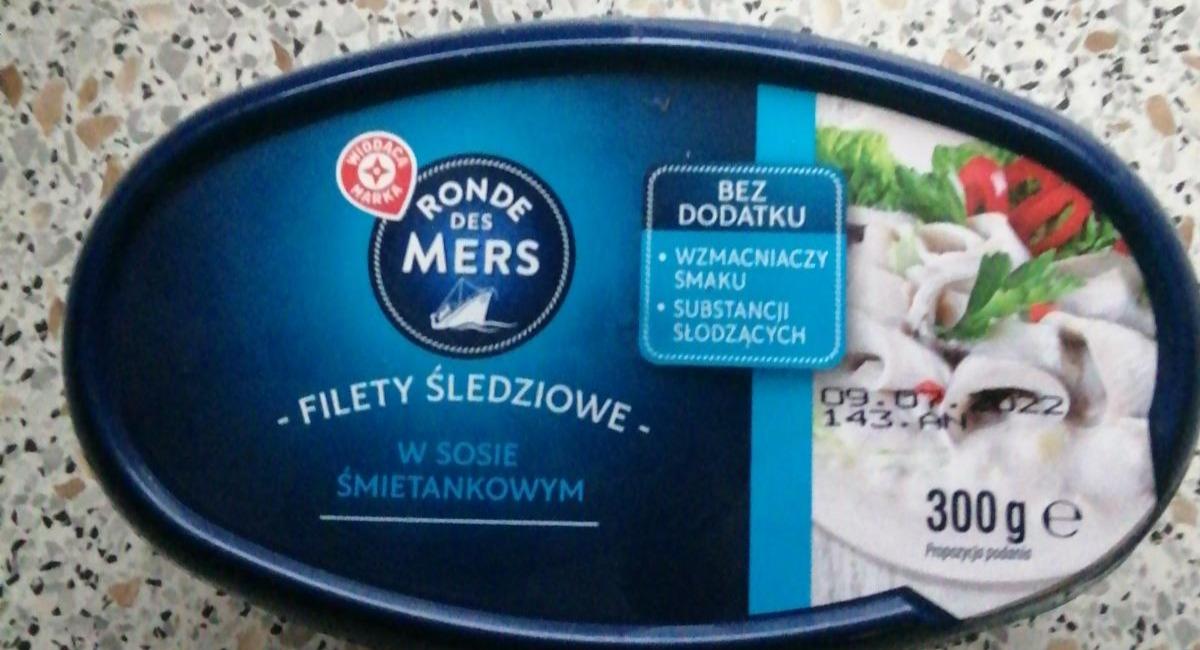 WIODĄCA
MARKA
RONDE
DES
MERS
- FILETY ŚLEDZIOWE -
W SOSIE
ŚMIETANKOWYM
BEZ
DODATKU
• WZMACNIACZY
SMAKU
• SUBSTANCJI
SŁODZĄCYCH
09.07.2022
143.AN
300 g ℮
Propozycja podania